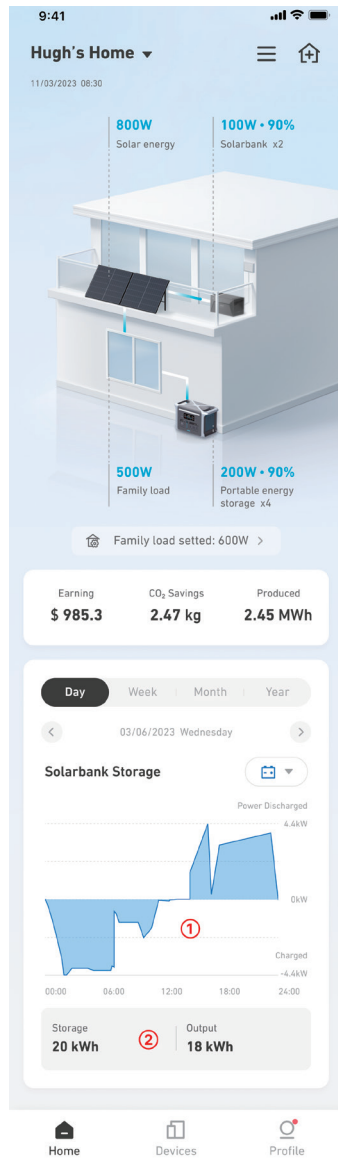 9:41
Hugh's Home
11/03/2023 08:30
800W
Solar energy
100W • 90%
Solarbank x2
500W
Family load
200W • 90%
Portable energy
storage x4
Family load setted: 600W >
Earning
$ 985.3
CO₂ Savings
2.47 kg
Produced
2.45 MWh
Day
Week
Month
Year
03/06/2023 Wednesday
Solarbank Storage
Power Discharged
4.4kW
0kW
①
Charged
-4.4kW
00:00
06:00
12:00
18:00
24:00
Storage
20 kWh
②
Output
18 kWh
Home
Devices
Profile